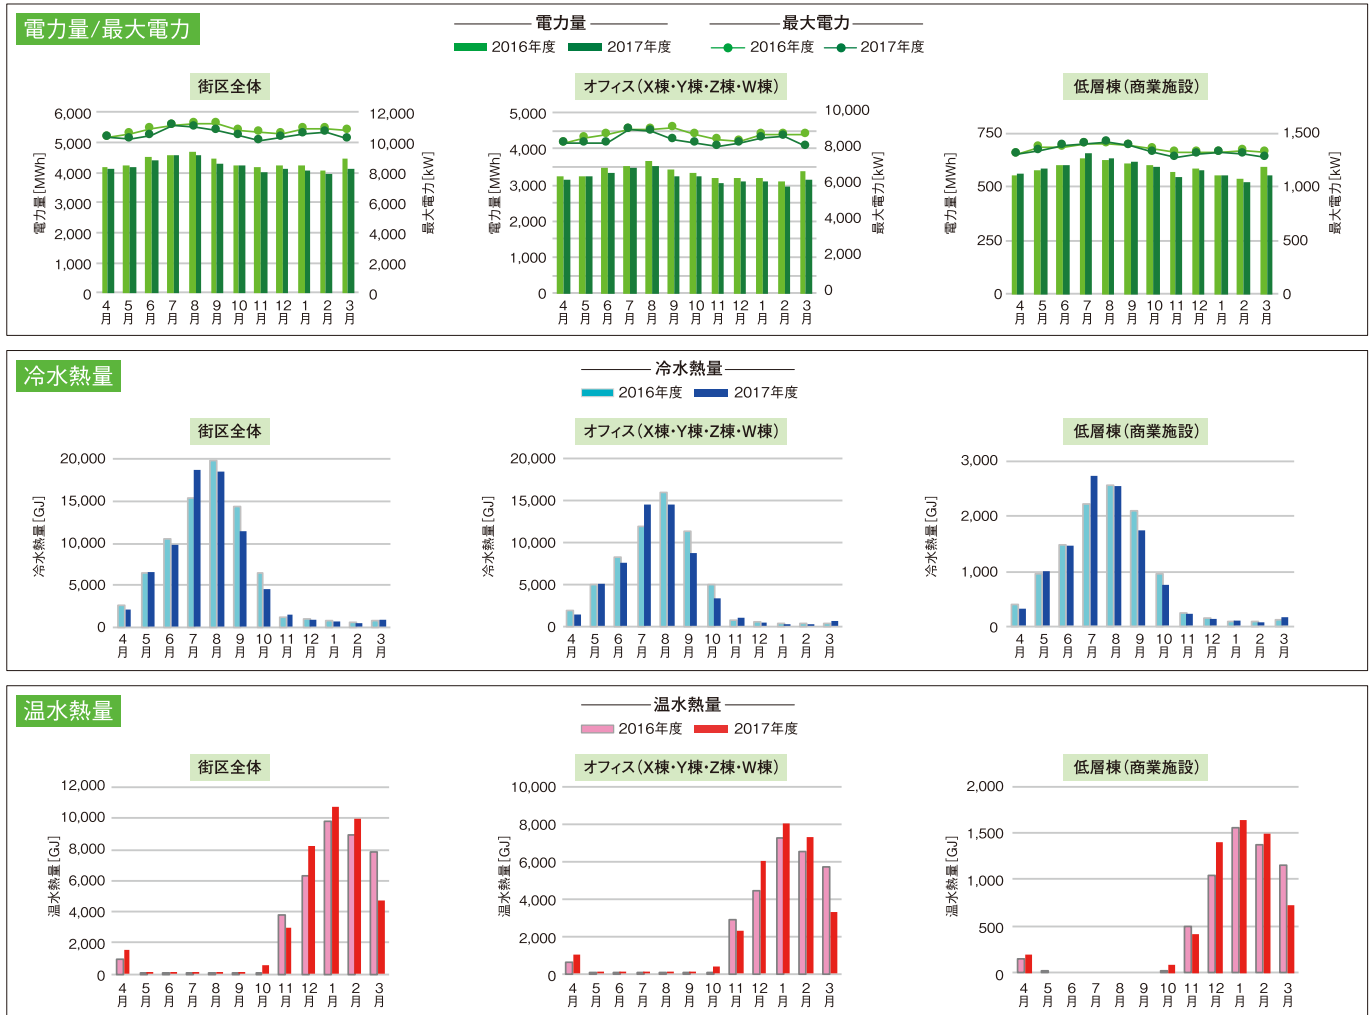 電力量/最大電力
電力量 最大電力
2016年度 2017年度 2016年度 2017年度
街区全体
電力量[MWh]
6,000
5,000
4,000
3,000
2,000
1,000
0
12,000
10,000
8,000
6,000
4,000
2,000
0
最大電力[kW]
4月 5月 6月 7月 8月 9月 10月 11月 12月 1月 2月 3月
オフィス(X棟・Y棟・Z棟・W棟)
電力量[MWh]
5,000
4,000
3,000
2,000
1,000
0
10,000
8,000
6,000
4,000
2,000
0
最大電力[kW]
4月 5月 6月 7月 8月 9月 10月 11月 12月 1月 2月 3月
低層棟(商業施設)
電力量[MWh]
750
500
250
0
1,500
1,000
500
0
最大電力[kW]
4月 5月 6月 7月 8月 9月 10月 11月 12月 1月 2月 3月
冷水熱量
冷水熱量
2016年度 2017年度
街区全体
冷水熱量[GJ]
20,000
15,000
10,000
5,000
0
4月 5月 6月 7月 8月 9月 10月 11月 12月 1月 2月 3月
オフィス(X棟・Y棟・Z棟・W棟)
冷水熱量[GJ]
20,000
15,000
10,000
5,000
0
4月 5月 6月 7月 8月 9月 10月 11月 12月 1月 2月 3月
低層棟(商業施設)
冷水熱量[GJ]
3,000
2,000
1,000
0
4月 5月 6月 7月 8月 9月 10月 11月 12月 1月 2月 3月
温水熱量
温水熱量
2016年度 2017年度
街区全体
温水熱量[GJ]
12,000
10,000
8,000
6,000
4,000
2,000
0
4月 5月 6月 7月 8月 9月 10月 11月 12月 1月 2月 3月
オフィス(X棟・Y棟・Z棟・W棟)
温水熱量[GJ]
10,000
8,000
6,000
4,000
2,000
0
4月 5月 6月 7月 8月 9月 10月 11月 12月 1月 2月 3月
低層棟(商業施設)
温水熱量[GJ]
2,000
1,500
1,000
500
0
4月 5月 6月 7月 8月 9月 10月 11月 12月 1月 2月 3月